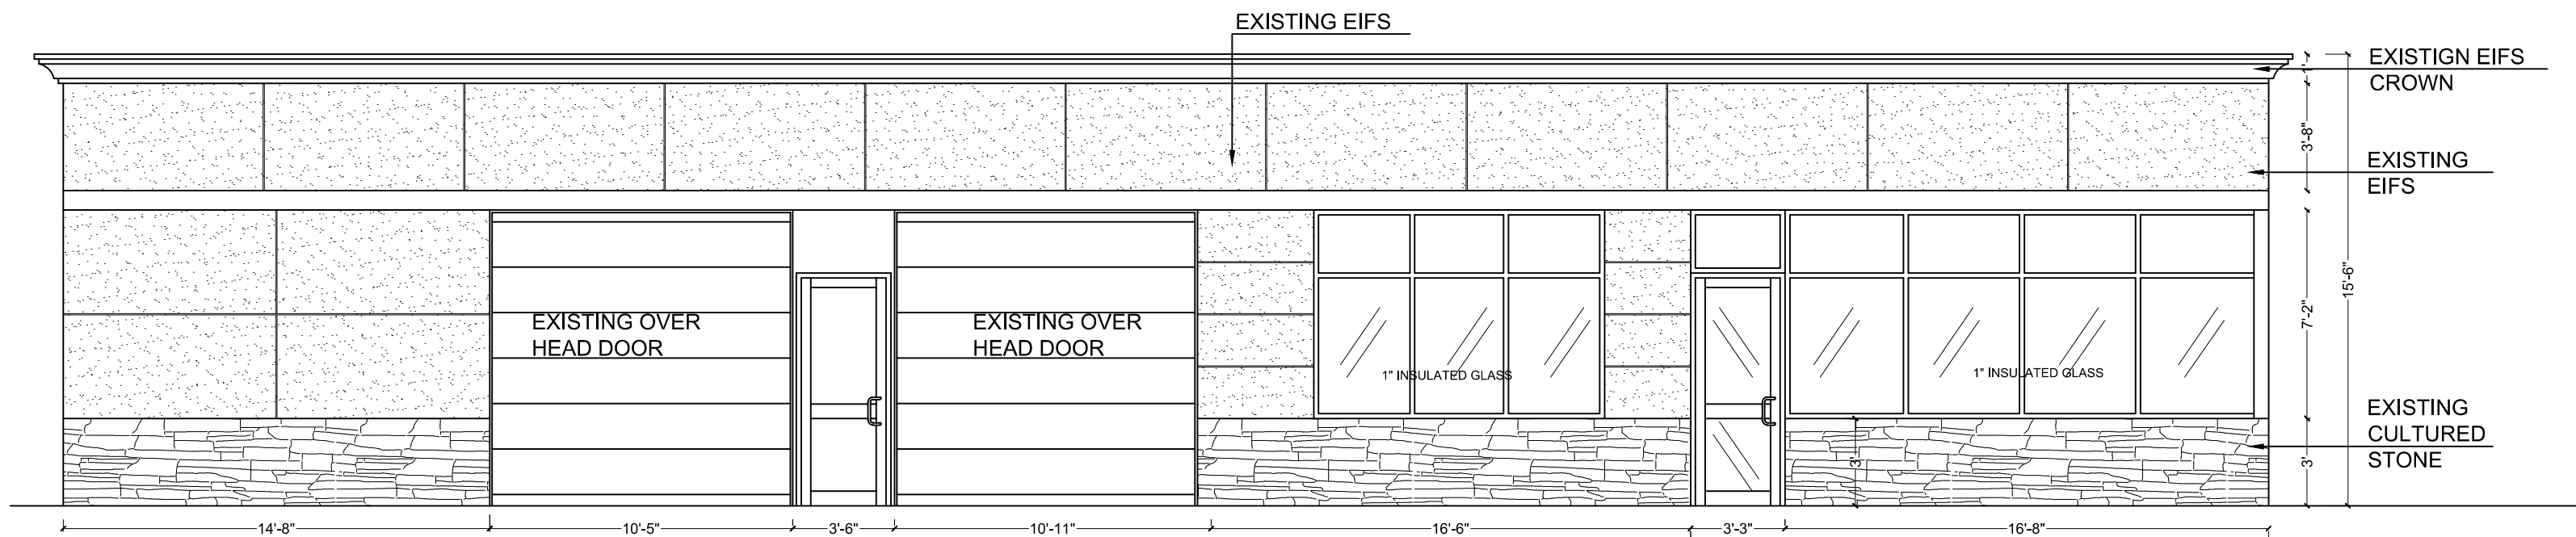 EXISTING EIFS
EXISTIGN EIFS
CROWN
1'
3'-8"
EXISTING
EIFS
15'-6"
7'-2"
EXISTING OVER
HEAD DOOR
EXISTING OVER
HEAD DOOR
1" INSULATED GLASS
1" INSULATED GLASS
EXISTING
CULTURED
STONE
3'
3'
14'-8"
10'-5"
3'-6"
10'-11"
16'-6"
3'-3"
16'-8"